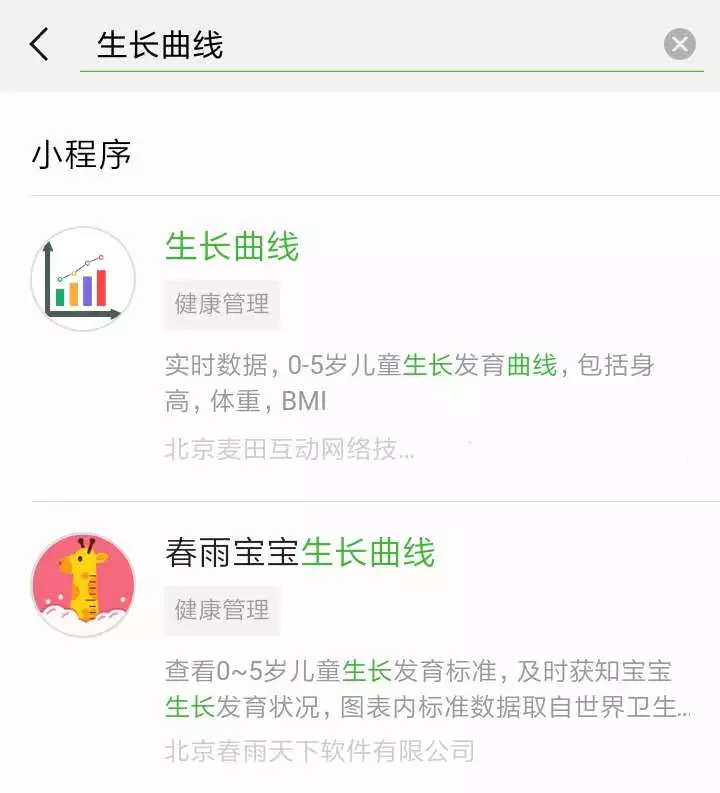 生长曲线
小程序
生长曲线
健康管理
实时数据，0-5岁儿童生长发育曲线，包括身
高，体重，BMI
北京麦田互动网络技...
春雨宝宝生长曲线
健康管理
查看0~5岁儿童生长发育标准，及时获知宝宝
生长发育状况，图表内标准数据取自世界卫生...
北京春雨天下软件有限公司